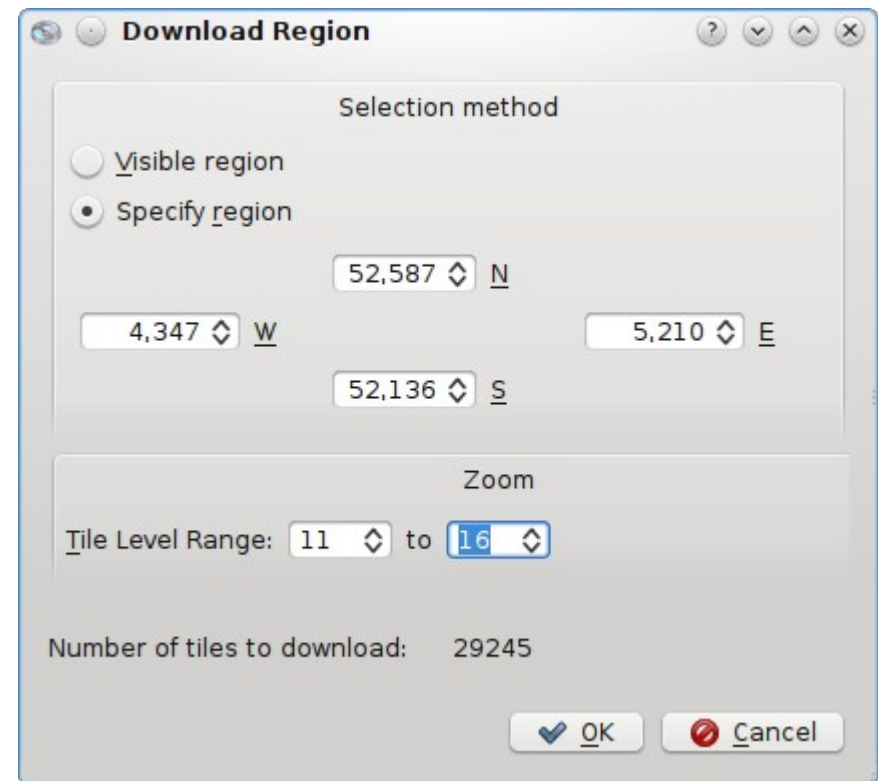 Download Region
Selection method
Visible region
Specify region
52,587 N
4,347 W 5,210 E
52,136 S
Zoom
Tile Level Range: 11 to 16
Number of tiles to download: 29245
OK Cancel